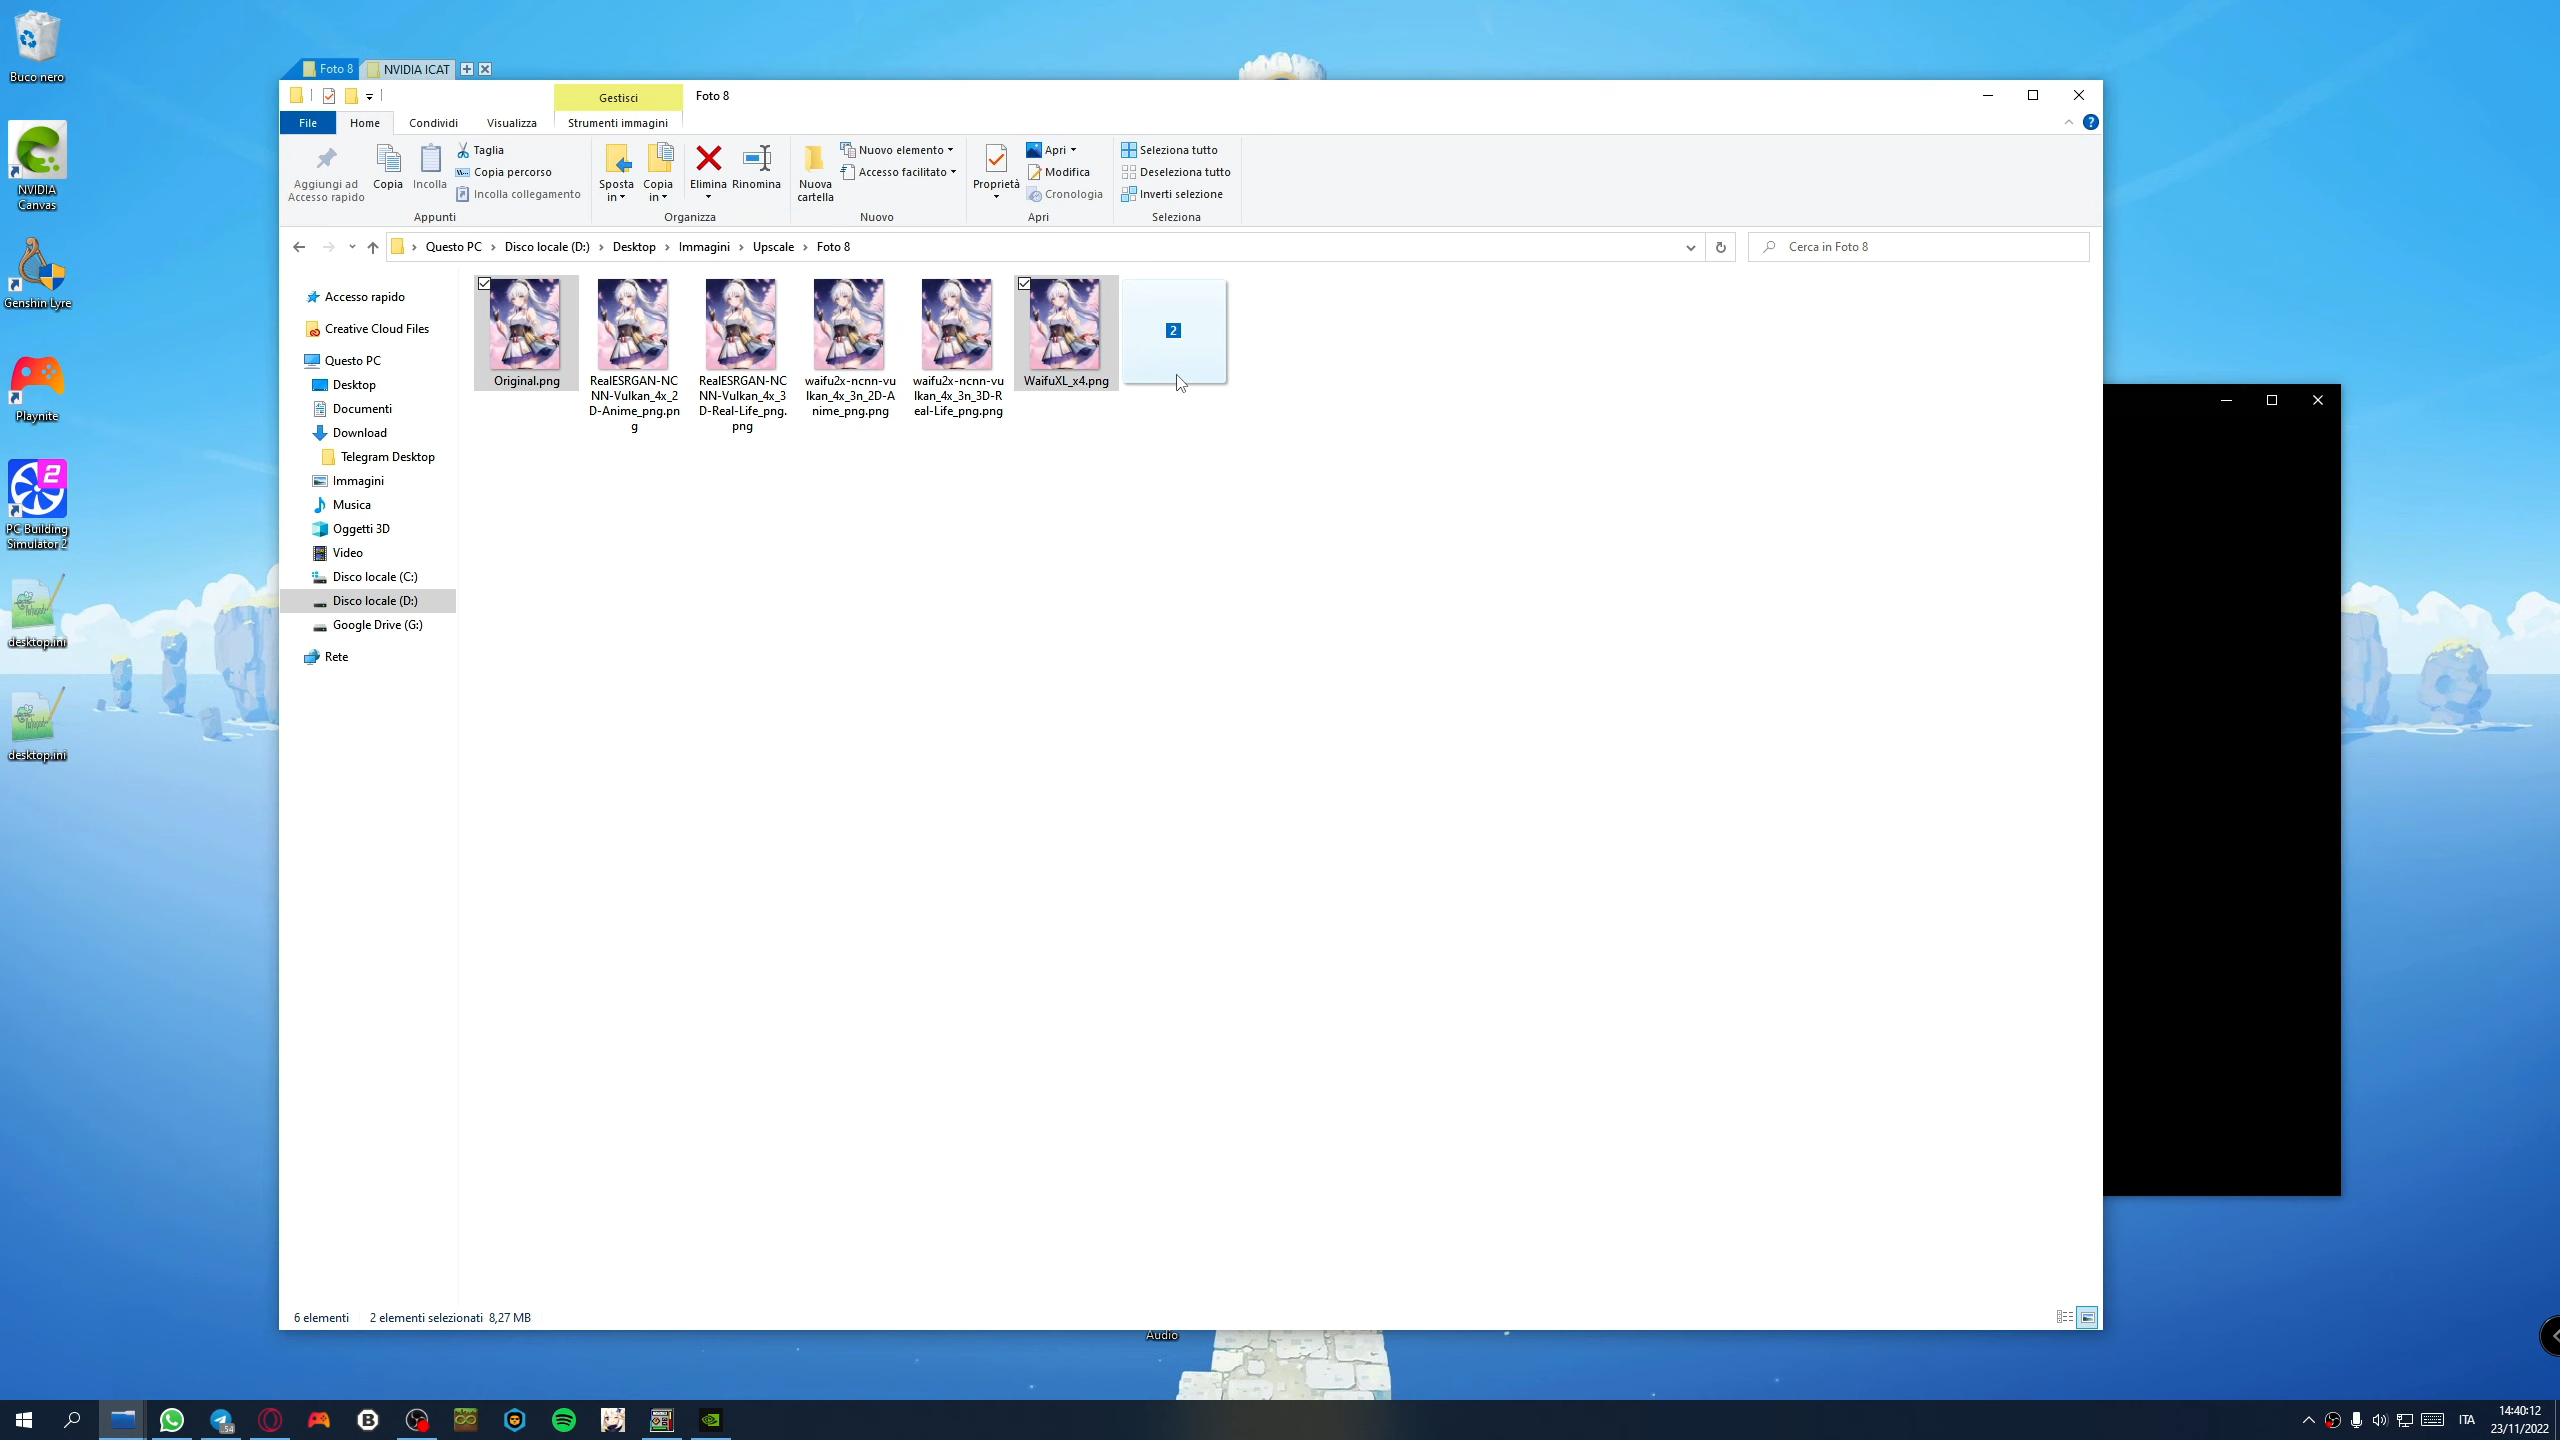 Buco nero
NVIDIA
Canvas
Genshin Lyre
Playnite
2
PC Building
Simulator 2
desktop.ini
desktop.ini
Foto 8
NVIDIA ICAT
Gestisci
Foto 8
File
Home
Condividi
Visualizza
Strumenti immagini
Aggiungi ad
Accesso rapido
Copia
Incolla
Taglia
Copia percorso
Incolla collegamento
Appunti
Sposta
in
Copia
in
Elimina
Rinomina
Organizza
Nuova
cartella
Nuovo elemento
Accesso facilitato
Nuovo
Proprietà
Apri
Modifica
Cronologia
Apri
Seleziona tutto
Deseleziona tutto
Inverti selezione
Seleziona
Questo PC > Disco locale (D:) > Desktop > Immagini > Upscale > Foto 8
Cerca in Foto 8
Accesso rapido
Creative Cloud Files
Questo PC
Desktop
Documenti
Download
Telegram Desktop
Immagini
Musica
Oggetti 3D
Video
Disco locale (C:)
Disco locale (D:)
Google Drive (G:)
Rete
Original.png
RealESRGAN-NC
NN-Vulkan_4x_2
D-Anime_png.pn
g
RealESRGAN-NC
NN-Vulkan_4x_3
D-Real-Life_png.
png
waifu2x-ncnn-vu
lkan_4x_3n_2D-A
nime_png.png
waifu2x-ncnn-vu
lkan_4x_3n_3D-R
eal-Life_png.png
WaifuXL_x4.png
2
6 elementi
2 elementi selezionati 8,27 MB
Audio
54
ITA
14:40:12
23/11/2022